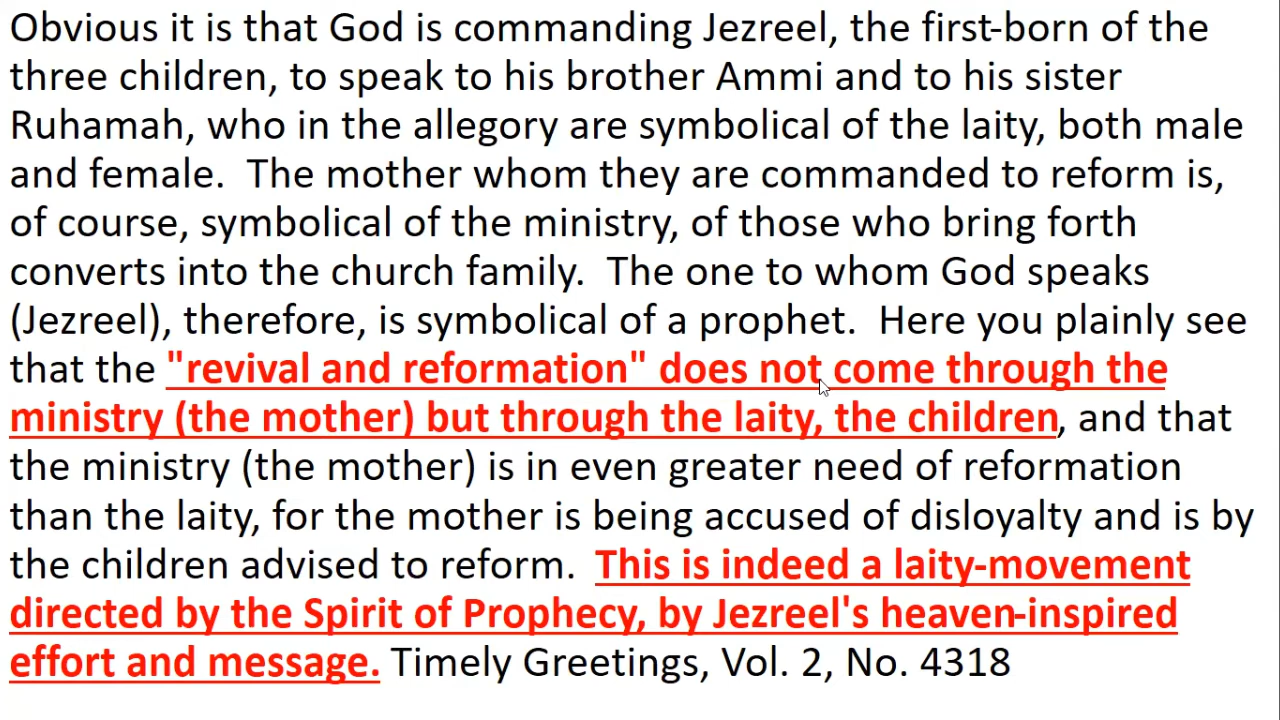 Obvious it is that God is commanding Jezreel, the first-born of the
three children, to speak to his brother Ammi and to his sister
Ruhamah, who in the allegory are symbolical of the laity, both male
and female.  The mother whom they are commanded to reform is,
of course, symbolical of the ministry, of those who bring forth
converts into the church family.  The one to whom God speaks
(Jezreel), therefore, is symbolical of a prophet.  Here you plainly see
that the "revival and reformation" does not come through the
ministry (the mother) but through the laity, the children, and that
the ministry (the mother) is in even greater need of reformation
than the laity, for the mother is being accused of disloyalty and is by
the children advised to reform.  This is indeed a laity-movement
directed by the Spirit of Prophecy, by Jezreel's heaven-inspired
effort and message. Timely Greetings, Vol. 2, No. 4318